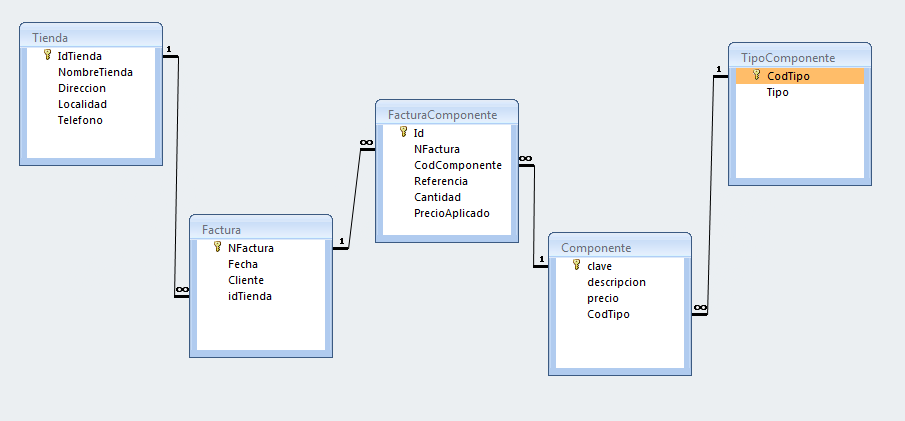 Tienda
IdTienda
NombreTienda
Direccion
Localidad
Telefono
1
∞
Factura
NFactura
Fecha
Cliente
idTienda
1
∞
FacturaComponente
Id
NFactura
CodComponente
Referencia
Cantidad
PrecioAplicado
∞
1
Componente
clave
descripcion
precio
CodTipo
∞
1
TipoComponente
CodTipo
Tipo